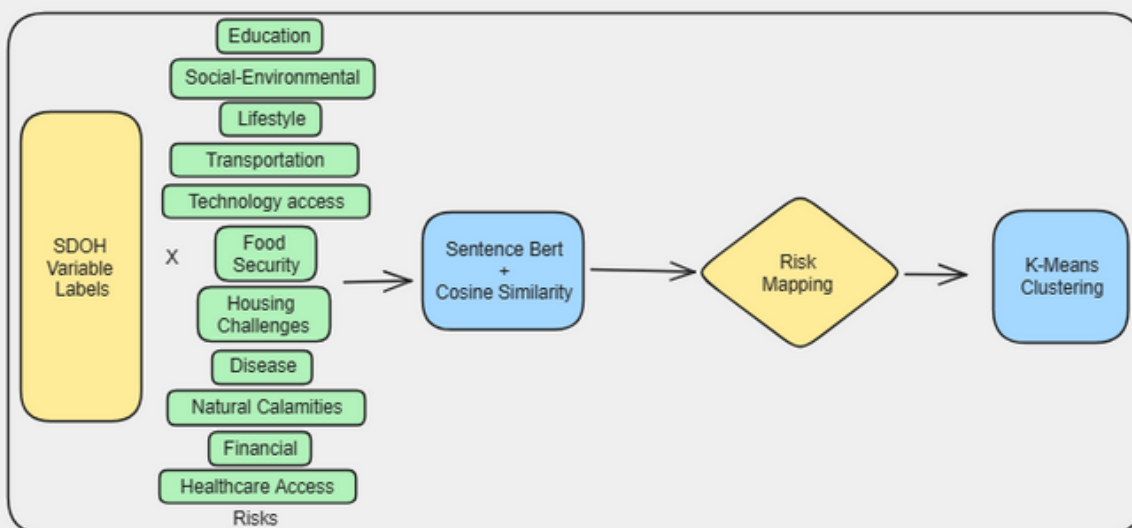 SDOH
Variable
Labels
X
Education
Social-Environmental
Lifestyle
Transportation
Technology access
Food
Security
Housing
Challenges
Disease
Natural Calamities
Financial
Healthcare Access
Risks
Sentence Bert
+
Cosine Similarity
Risk
Mapping
K-Means
Clustering